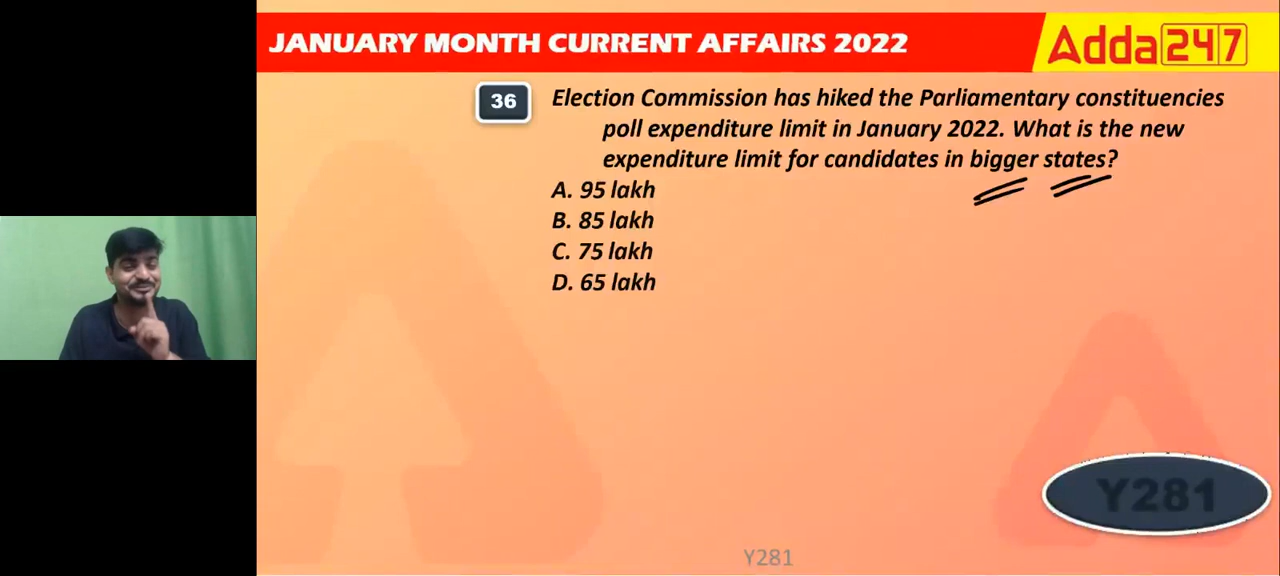 JANUARY MONTH CURRENT AFFAIRS 2022
Adda247
36
Election Commission has hiked the Parliamentary constituencies
poll expenditure limit in January 2022. What is the new
expenditure limit for candidates in bigger states?
A. 95 lakh
B. 85 lakh
C. 75 lakh
D. 65 lakh
Y281
Y281